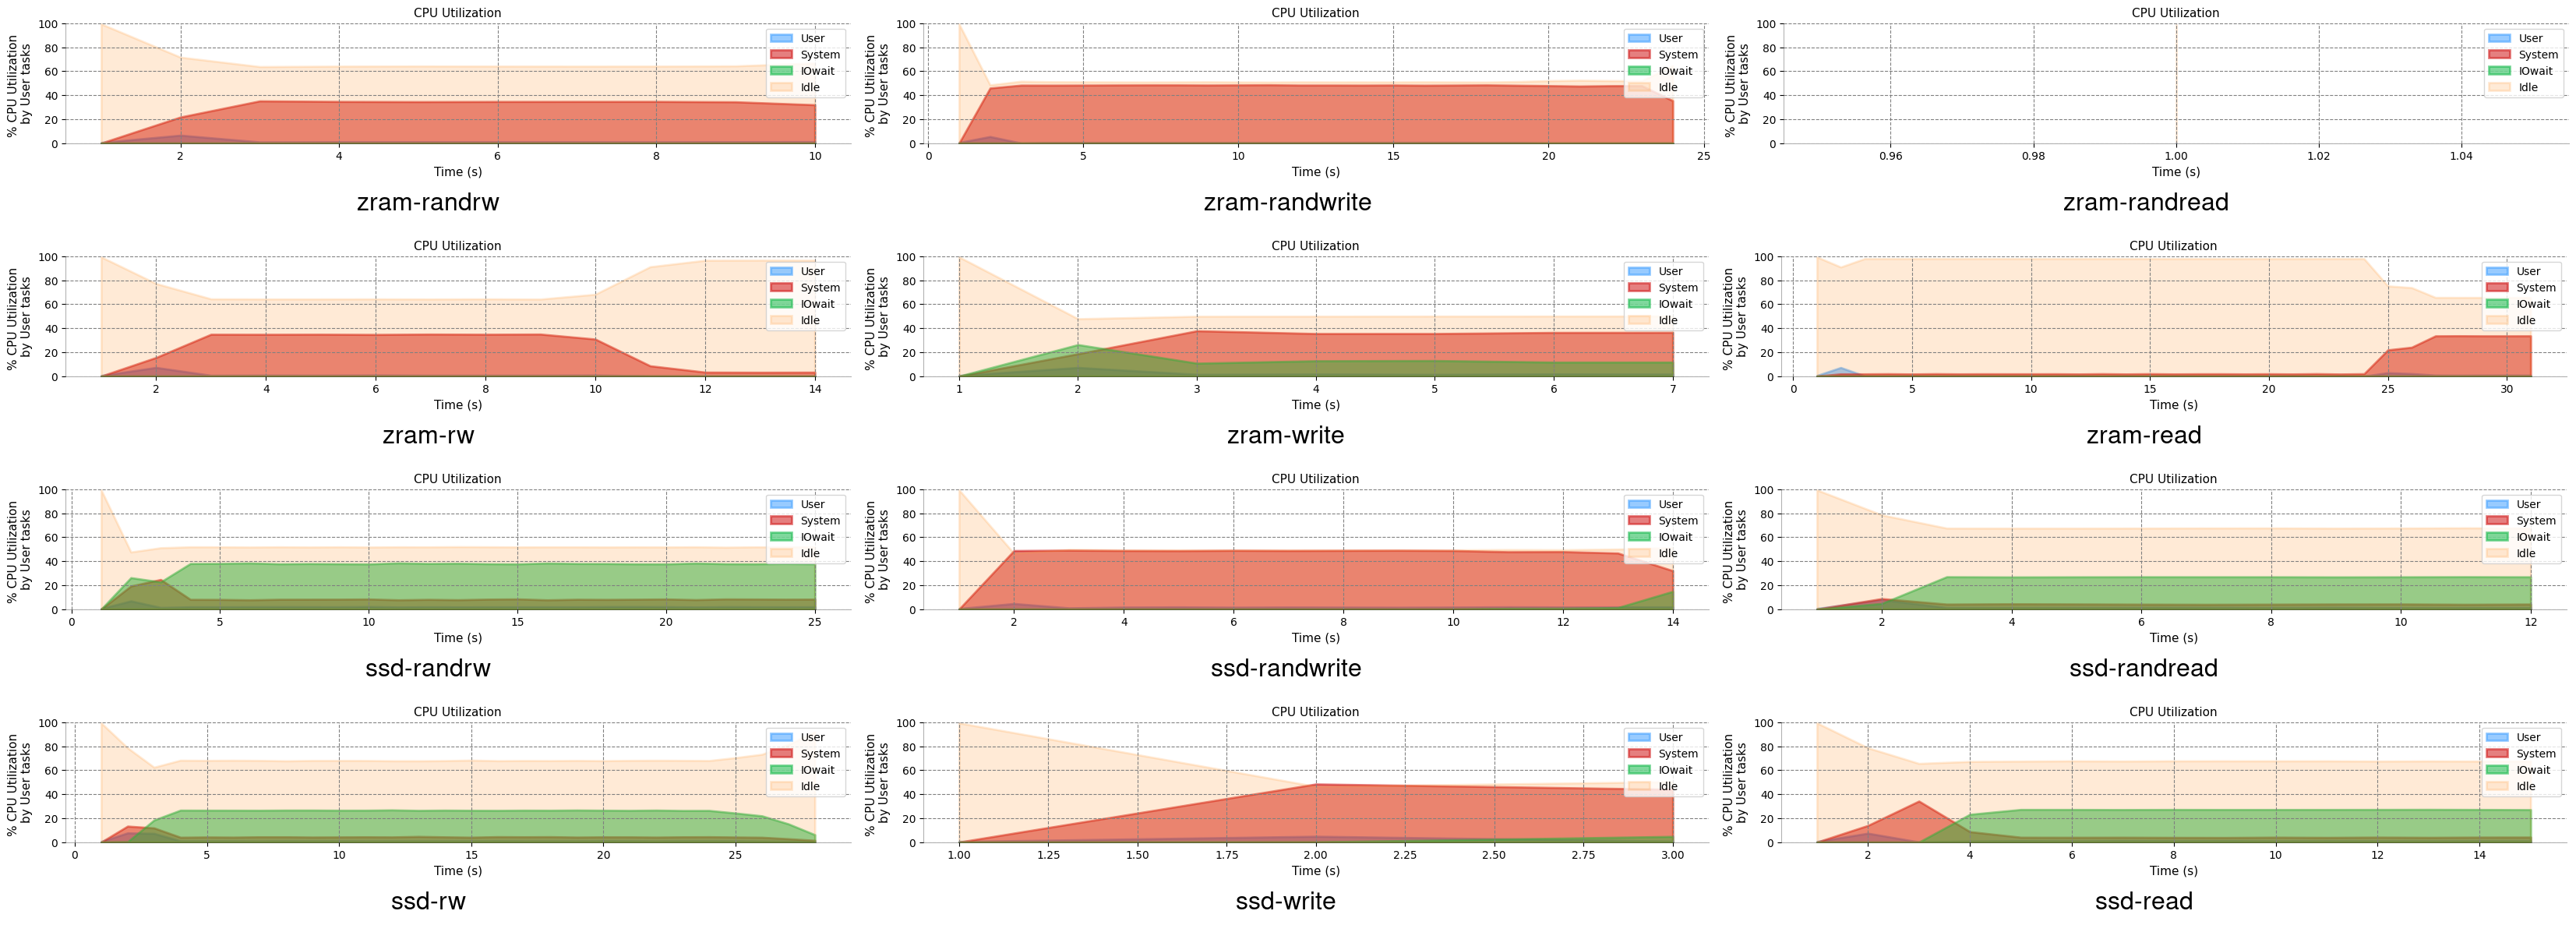 CPU Utilization
% CPU Utilization
by User tasks
100
80
60
40
20
0
User
System
IOwait
Idle
2
4
6
8
10
Time (s)
zram-randrw
CPU Utilization
% CPU Utilization
by User tasks
100
80
60
40
20
0
User
System
IOwait
Idle
0
5
10
15
20
25
Time (s)
zram-randwrite
CPU Utilization
% CPU Utilization
by User tasks
100
80
60
40
20
0
User
System
IOwait
Idle
0.96
0.98
1.00
1.02
1.04
Time (s)
zram-randread
CPU Utilization
% CPU Utilization
by User tasks
100
80
60
40
20
0
User
System
IOwait
Idle
2
4
6
8
10
12
14
Time (s)
zram-rw
CPU Utilization
% CPU Utilization
by User tasks
100
80
60
40
20
0
User
System
IOwait
Idle
1
2
3
4
5
6
7
Time (s)
zram-write
CPU Utilization
% CPU Utilization
by User tasks
100
80
60
40
20
0
User
System
IOwait
Idle
0
5
10
15
20
25
30
Time (s)
zram-read
CPU Utilization
% CPU Utilization
by User tasks
100
80
60
40
20
0
User
System
IOwait
Idle
0
5
10
15
20
25
Time (s)
ssd-randrw
CPU Utilization
% CPU Utilization
by User tasks
100
80
60
40
20
0
User
System
IOwait
Idle
2
4
6
8
10
12
14
Time (s)
ssd-randwrite
CPU Utilization
% CPU Utilization
by User tasks
100
80
60
40
20
0
User
System
IOwait
Idle
2
4
6
8
10
12
Time (s)
ssd-randread
CPU Utilization
% CPU Utilization
by User tasks
100
80
60
40
20
0
User
System
IOwait
Idle
0
5
10
15
20
25
Time (s)
ssd-rw
CPU Utilization
% CPU Utilization
by User tasks
100
80
60
40
20
0
User
System
IOwait
Idle
1.00
1.25
1.50
1.75
2.00
2.25
2.50
2.75
3.00
Time (s)
ssd-write
CPU Utilization
% CPU Utilization
by User tasks
100
80
60
40
20
0
User
System
IOwait
Idle
2
4
6
8
10
12
14
Time (s)
ssd-read